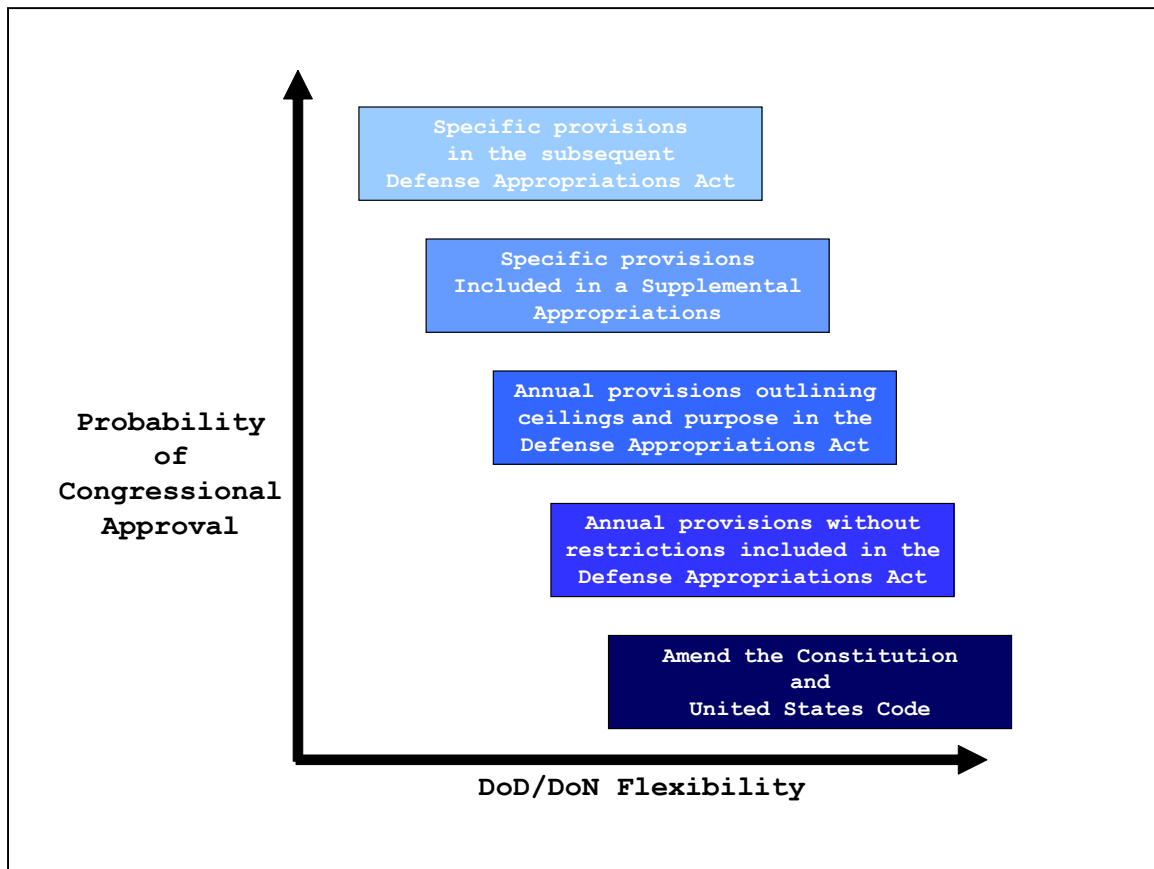 Specific provisions
in the subsequent
Defense Appropriations Act
Specific provisions
Included in a Supplemental
Appropriations
Annual provisions outlining
ceilings and purpose in the
Defense Appropriations Act
Probability
of
Congressional
Approval
Annual provisions without
restrictions included in the
Defense Appropriations Act
Amend the Constitution
and
United States Code
DoD/DoN Flexibility